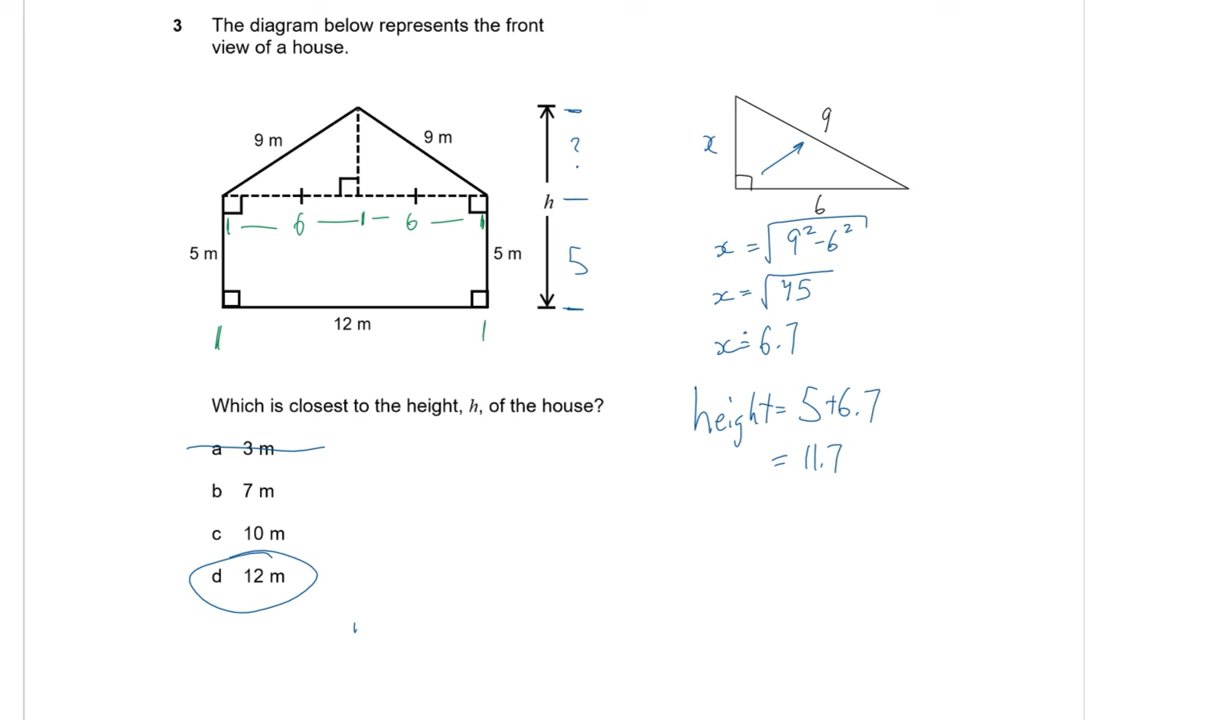 3 The diagram below represents the front
view of a house.
9 m
9 m
?
h
6
6
5 m
5 m
5
12 m
x
9
6
x = √9²-6²
x = √45
x ≐ 6.7
height = 5+6.7
= 11.7
Which is closest to the height, h, of the house?
a 3 m
b 7 m
c 10 m
d 12 m